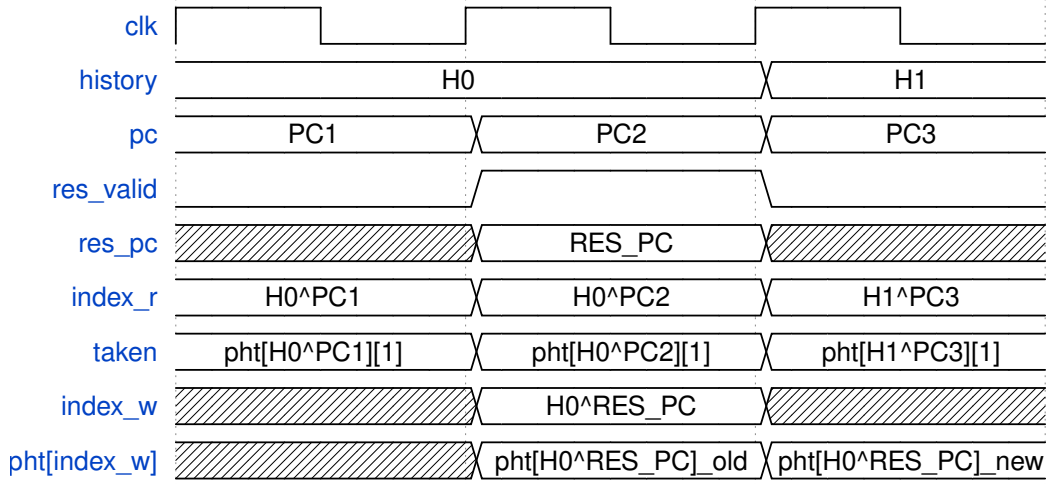 clk
history H0 H1
pc PC1 PC2 PC3
res_valid
res_pc RES_PC
index_r H0^PC1 H0^PC2 H1^PC3
taken pht[H0^PC1][1] pht[H0^PC2][1] pht[H1^PC3][1]
index_w H0^RES_PC
pht[index_w] pht[H0^RES_PC]_old pht[H0^RES_PC]_new